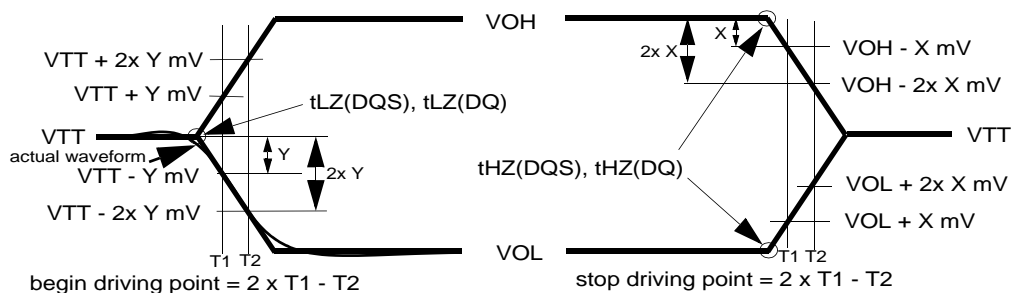 VOH
VTT + 2x Y mV
VTT + Y mV
tLZ(DQS), tLZ(DQ)
VTT
actual waveform
Y
2x Y
VTT - Y mV
VTT - 2x Y mV
T1 T2
VOL
begin driving point = 2 x T1 - T2
X
2x X
VOH - X mV
VOH - 2x X mV
VTT
tHZ(DQS), tHZ(DQ)
VOL + 2x X mV
VOL + X mV
T1 T2
stop driving point = 2 x T1 - T2